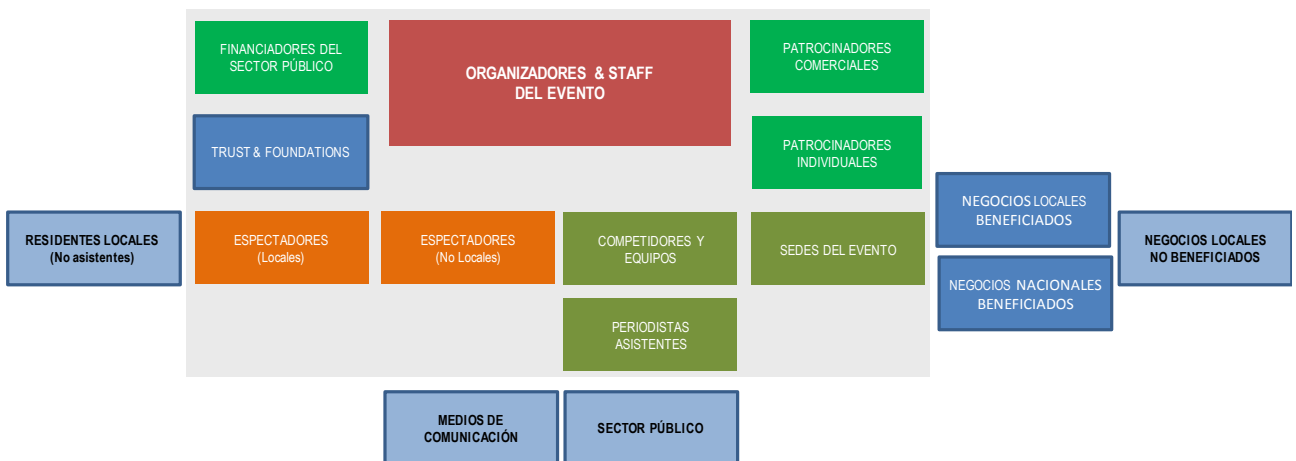 FINANCIADORES DEL
SECTOR PÚBLICO
ORGANIZADORES & STAFF
DEL EVENTO
PATROCINADORES
COMERCIALES
TRUST & FOUNDATIONS
PATROCINADORES
INDIVIDUALES
RESIDENTES LOCALES
(No asistentes)
ESPECTADORES
(Locales)
ESPECTADORES
(No Locales)
COMPETIDORES Y
EQUIPOS
SEDES DEL EVENTO
NEGOCIOS LOCALES
BENEFICIADOS
NEGOCIOS LOCALES
NO BENEFICIADOS
NEGOCIOS NACIONALES
BENEFICIADOS
PERIODISTAS
ASISTENTES
MEDIOS DE
COMUNICACIÓN
SECTOR PÚBLICO